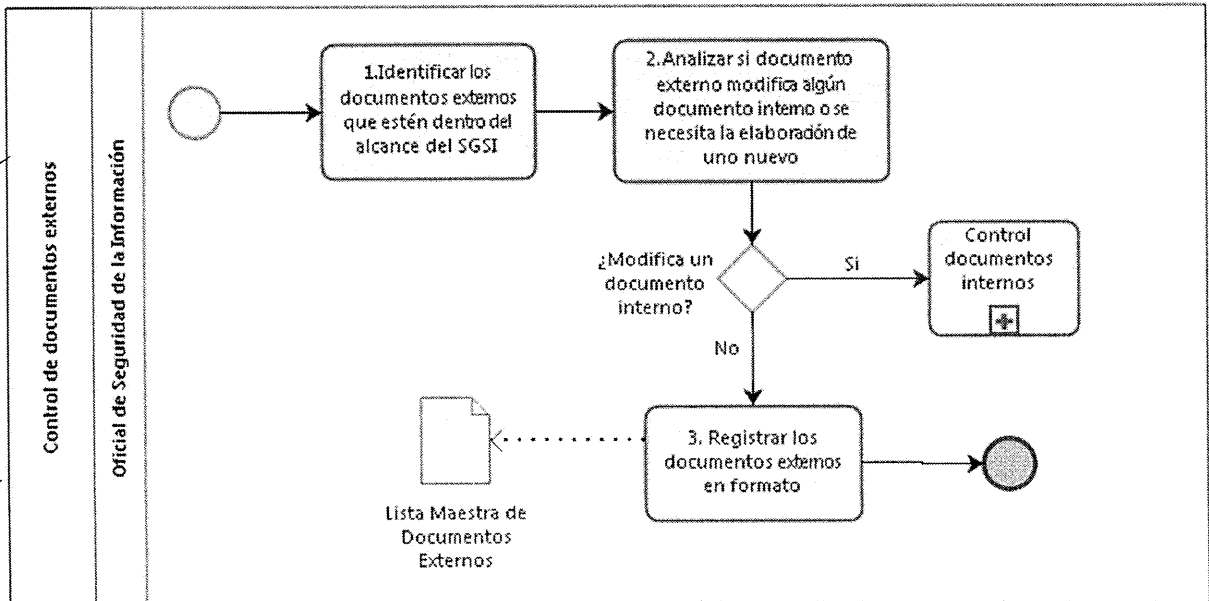 Control de documentos externos
Oficial de Seguridad de la Información
1.Identificar los
documentos externos
que estén dentro del
alcance del SGSI
2.Analizar si documento
externo modifica algún
documento interno o se
necesita la elaboración de
uno nuevo
¿Modifica un
documento
interno?
Si
Control
documentos
internos
No
3. Registrar los
documentos externos
en formato
Lista Maestra de
Documentos
Externos